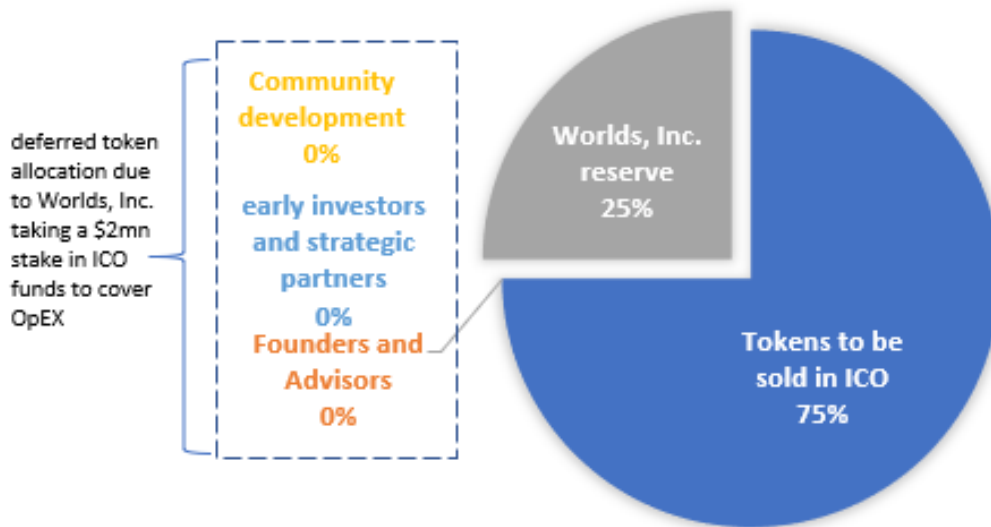 deferred token
allocation due
to Worlds, Inc.
taking a $2mn
stake in ICO
funds to cover
OpEX
Community
development
0%
early investors
and strategic
partners
0%
Founders and
Advisors
0%
Worlds, Inc.
reserve
25%
Tokens to be
sold in ICO
75%